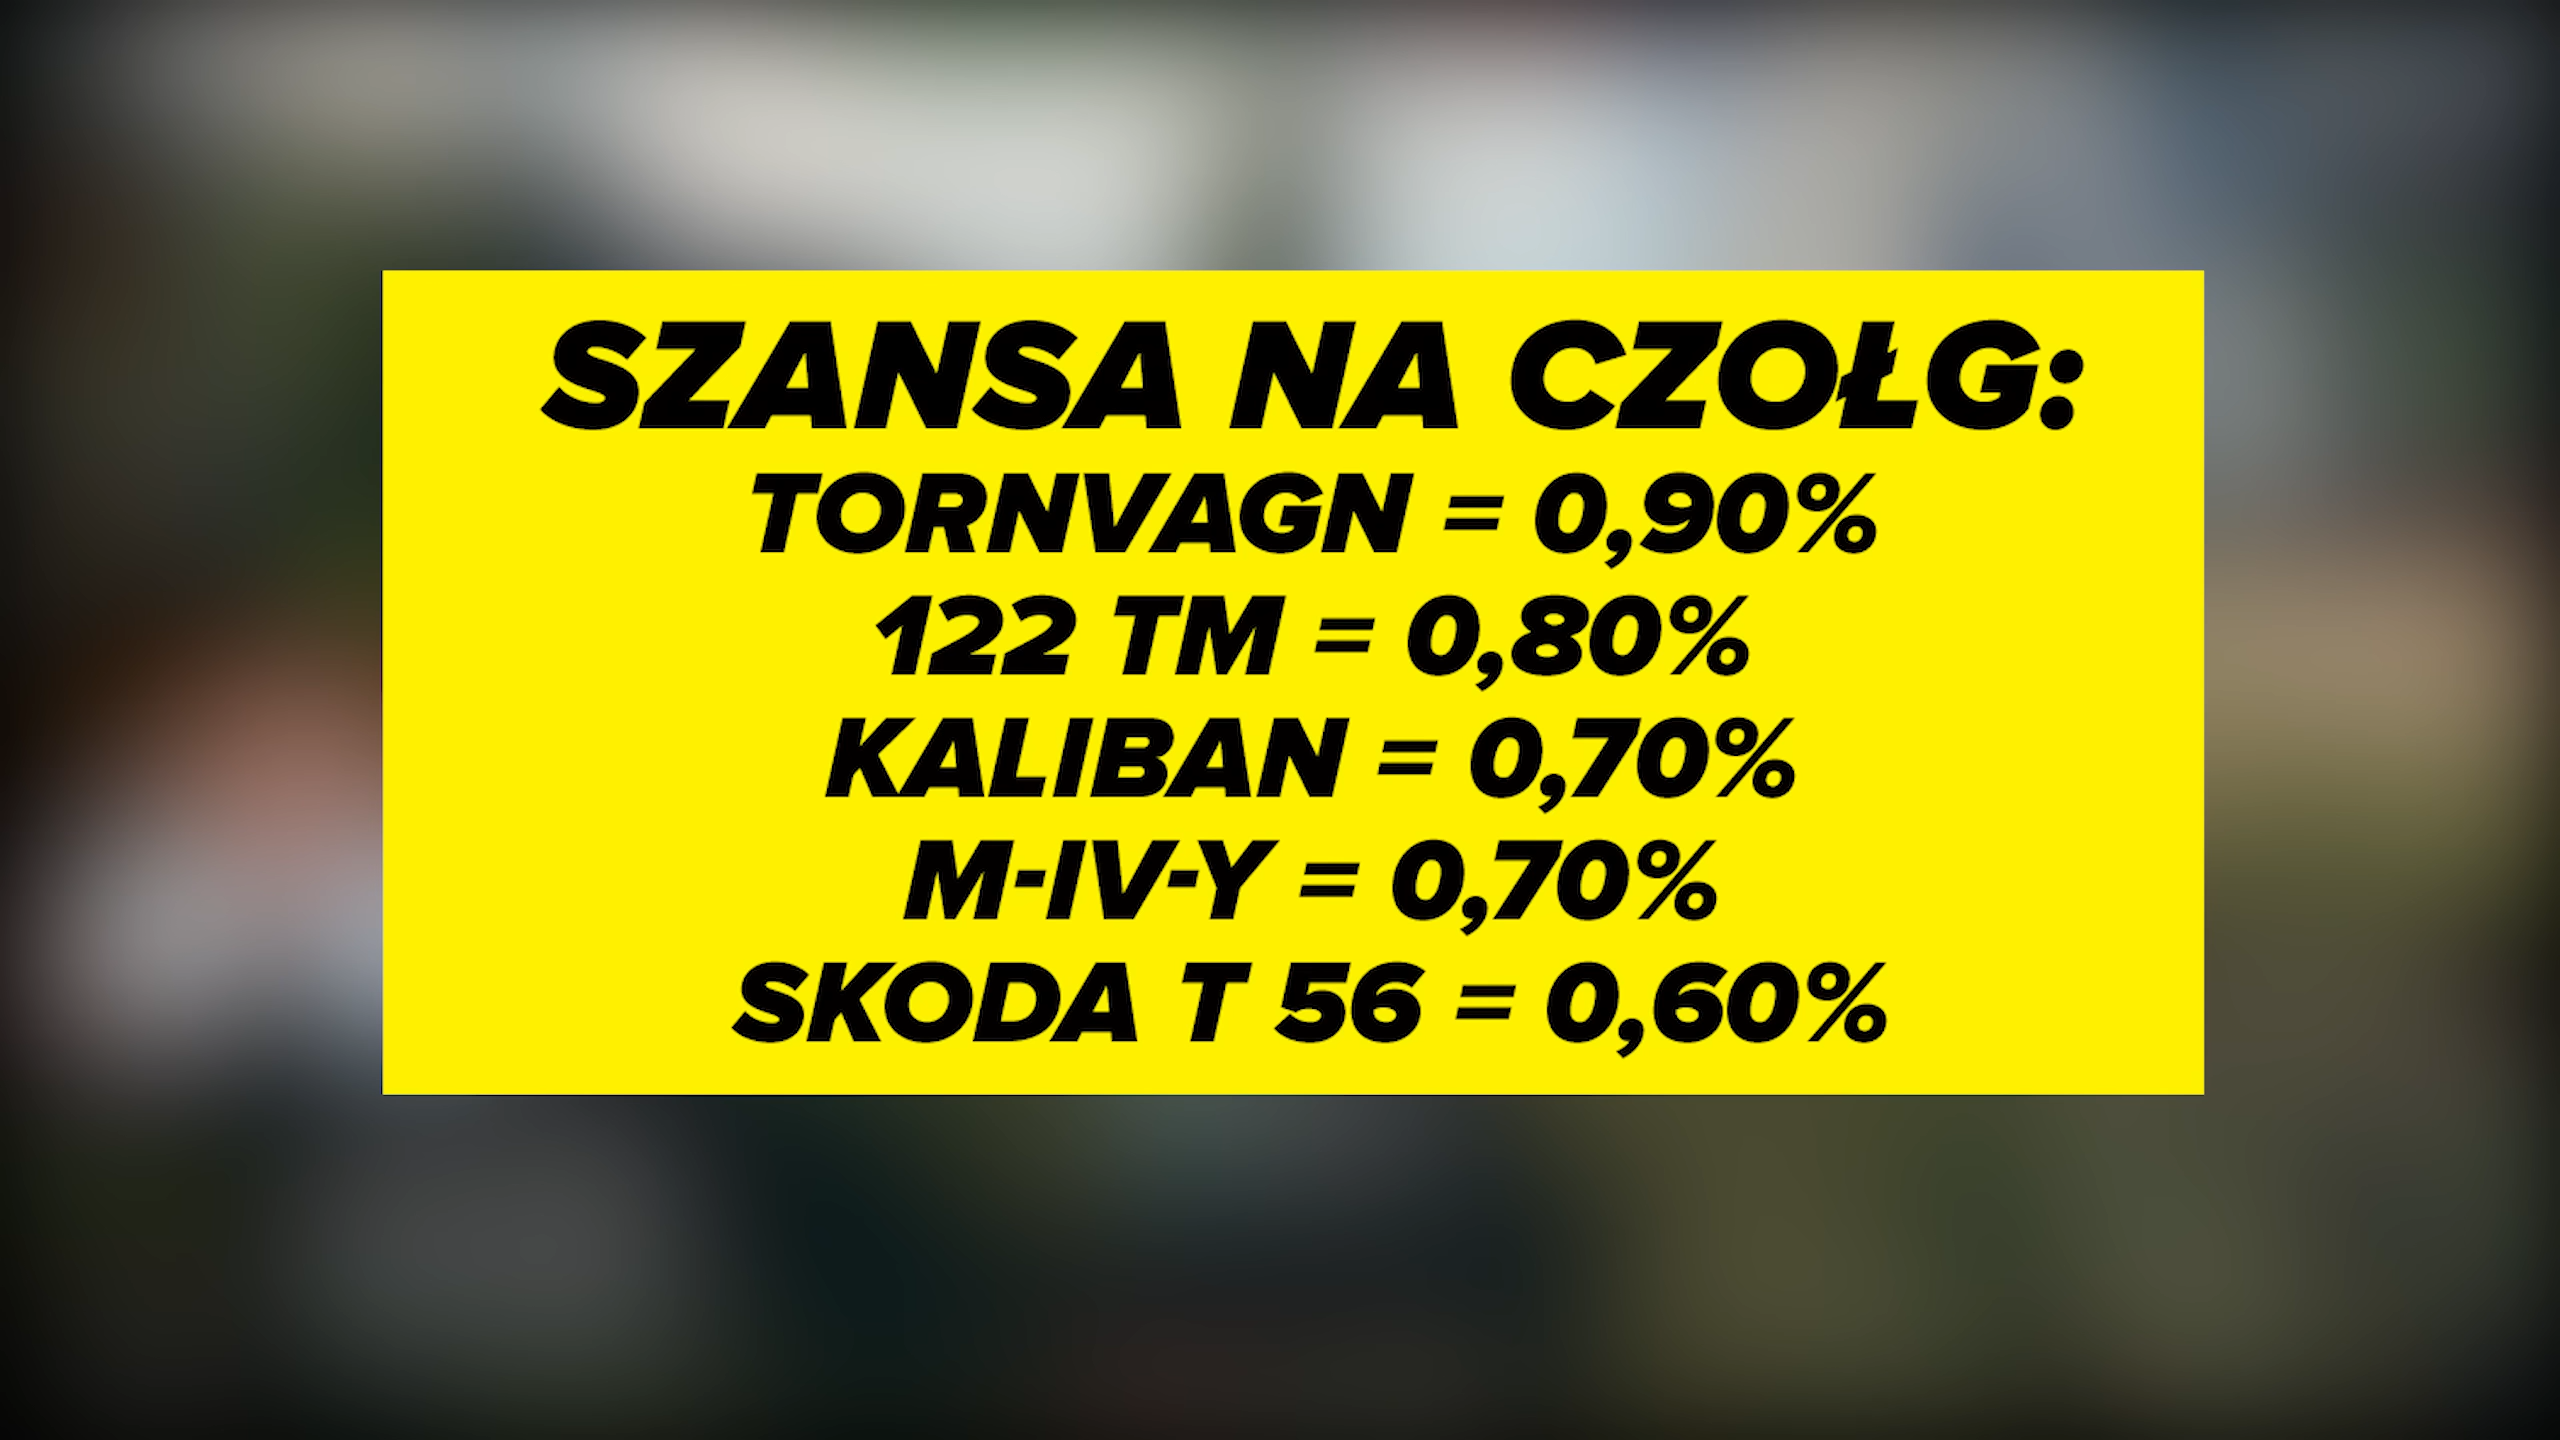 SZANSA NA CZOŁG:
TORNVAGN = 0,90%
122 TM = 0,80%
KALIBAN = 0,70%
M-IV-Y = 0,70%
SKODA T 56 = 0,60%